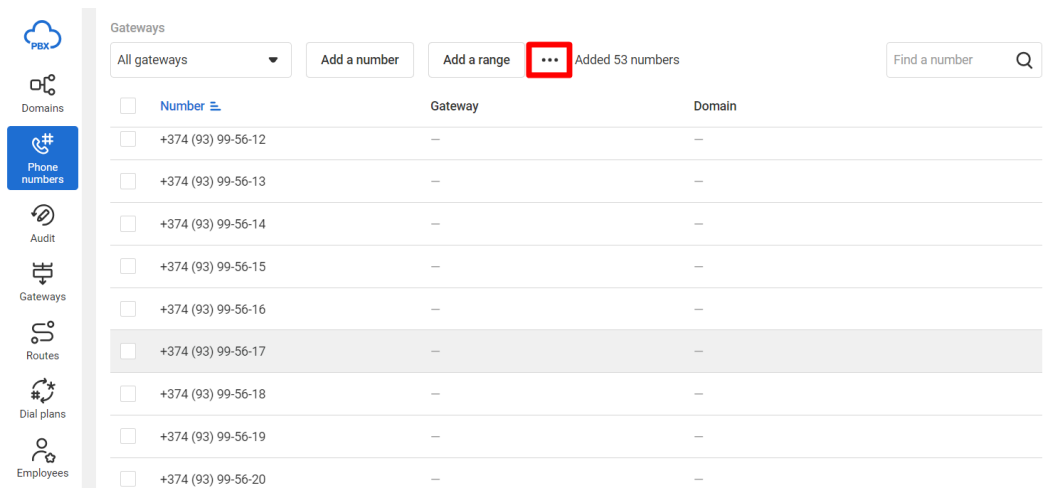 PBX
Domains
Phone
numbers
Audit
Gateways
Routes
Dial plans
Employees
Gateways
All gateways
Add a number
Add a range
•••
Added 53 numbers
Find a number
Number Gateway Domain
+374 (93) 99-56-12 — —
+374 (93) 99-56-13 — —
+374 (93) 99-56-14 — —
+374 (93) 99-56-15 — —
+374 (93) 99-56-16 — —
+374 (93) 99-56-17 — —
+374 (93) 99-56-18 — —
+374 (93) 99-56-19 — —
+374 (93) 99-56-20 — —